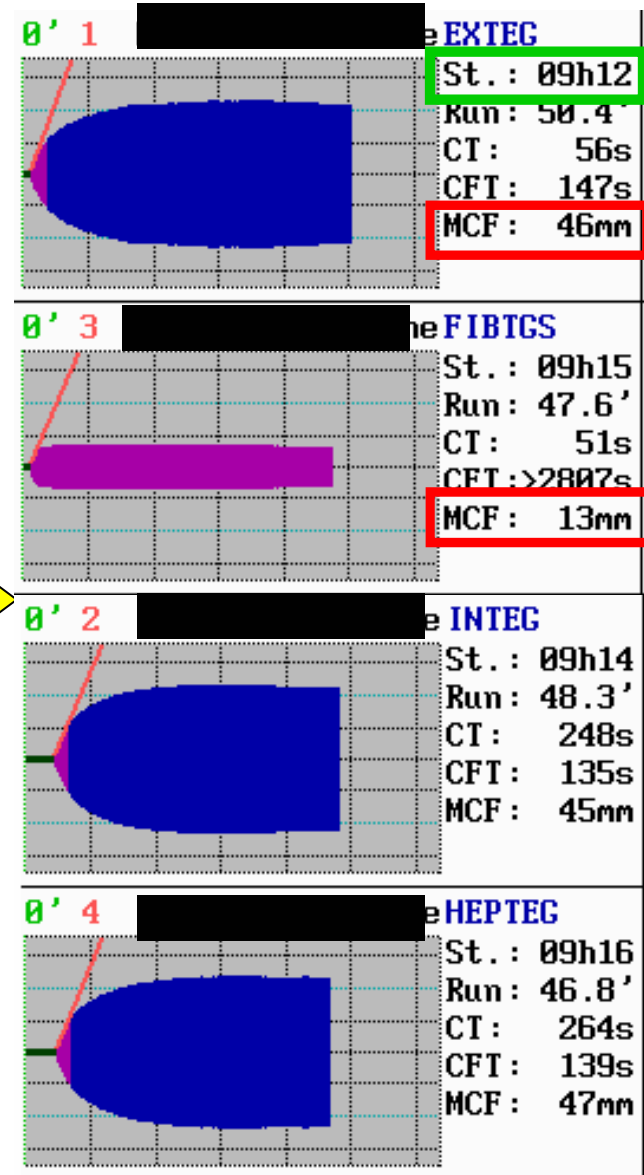 0' 1 e EXTEG
St.: 09h12
Run: 50.4'
CT: 56s
CFT: 147s
MCF: 46mm
0' 3 ne FIBTGS
St.: 09h15
Run: 47.6'
CT: 51s
CFT:>2807s
MCF: 13mm
0' 2 e INTEG
St.: 09h14
Run: 48.3'
CT: 248s
CFT: 135s
MCF: 45mm
0' 4 e HEPTEG
St.: 09h16
Run: 46.8'
CT: 264s
CFT: 139s
MCF: 47mm